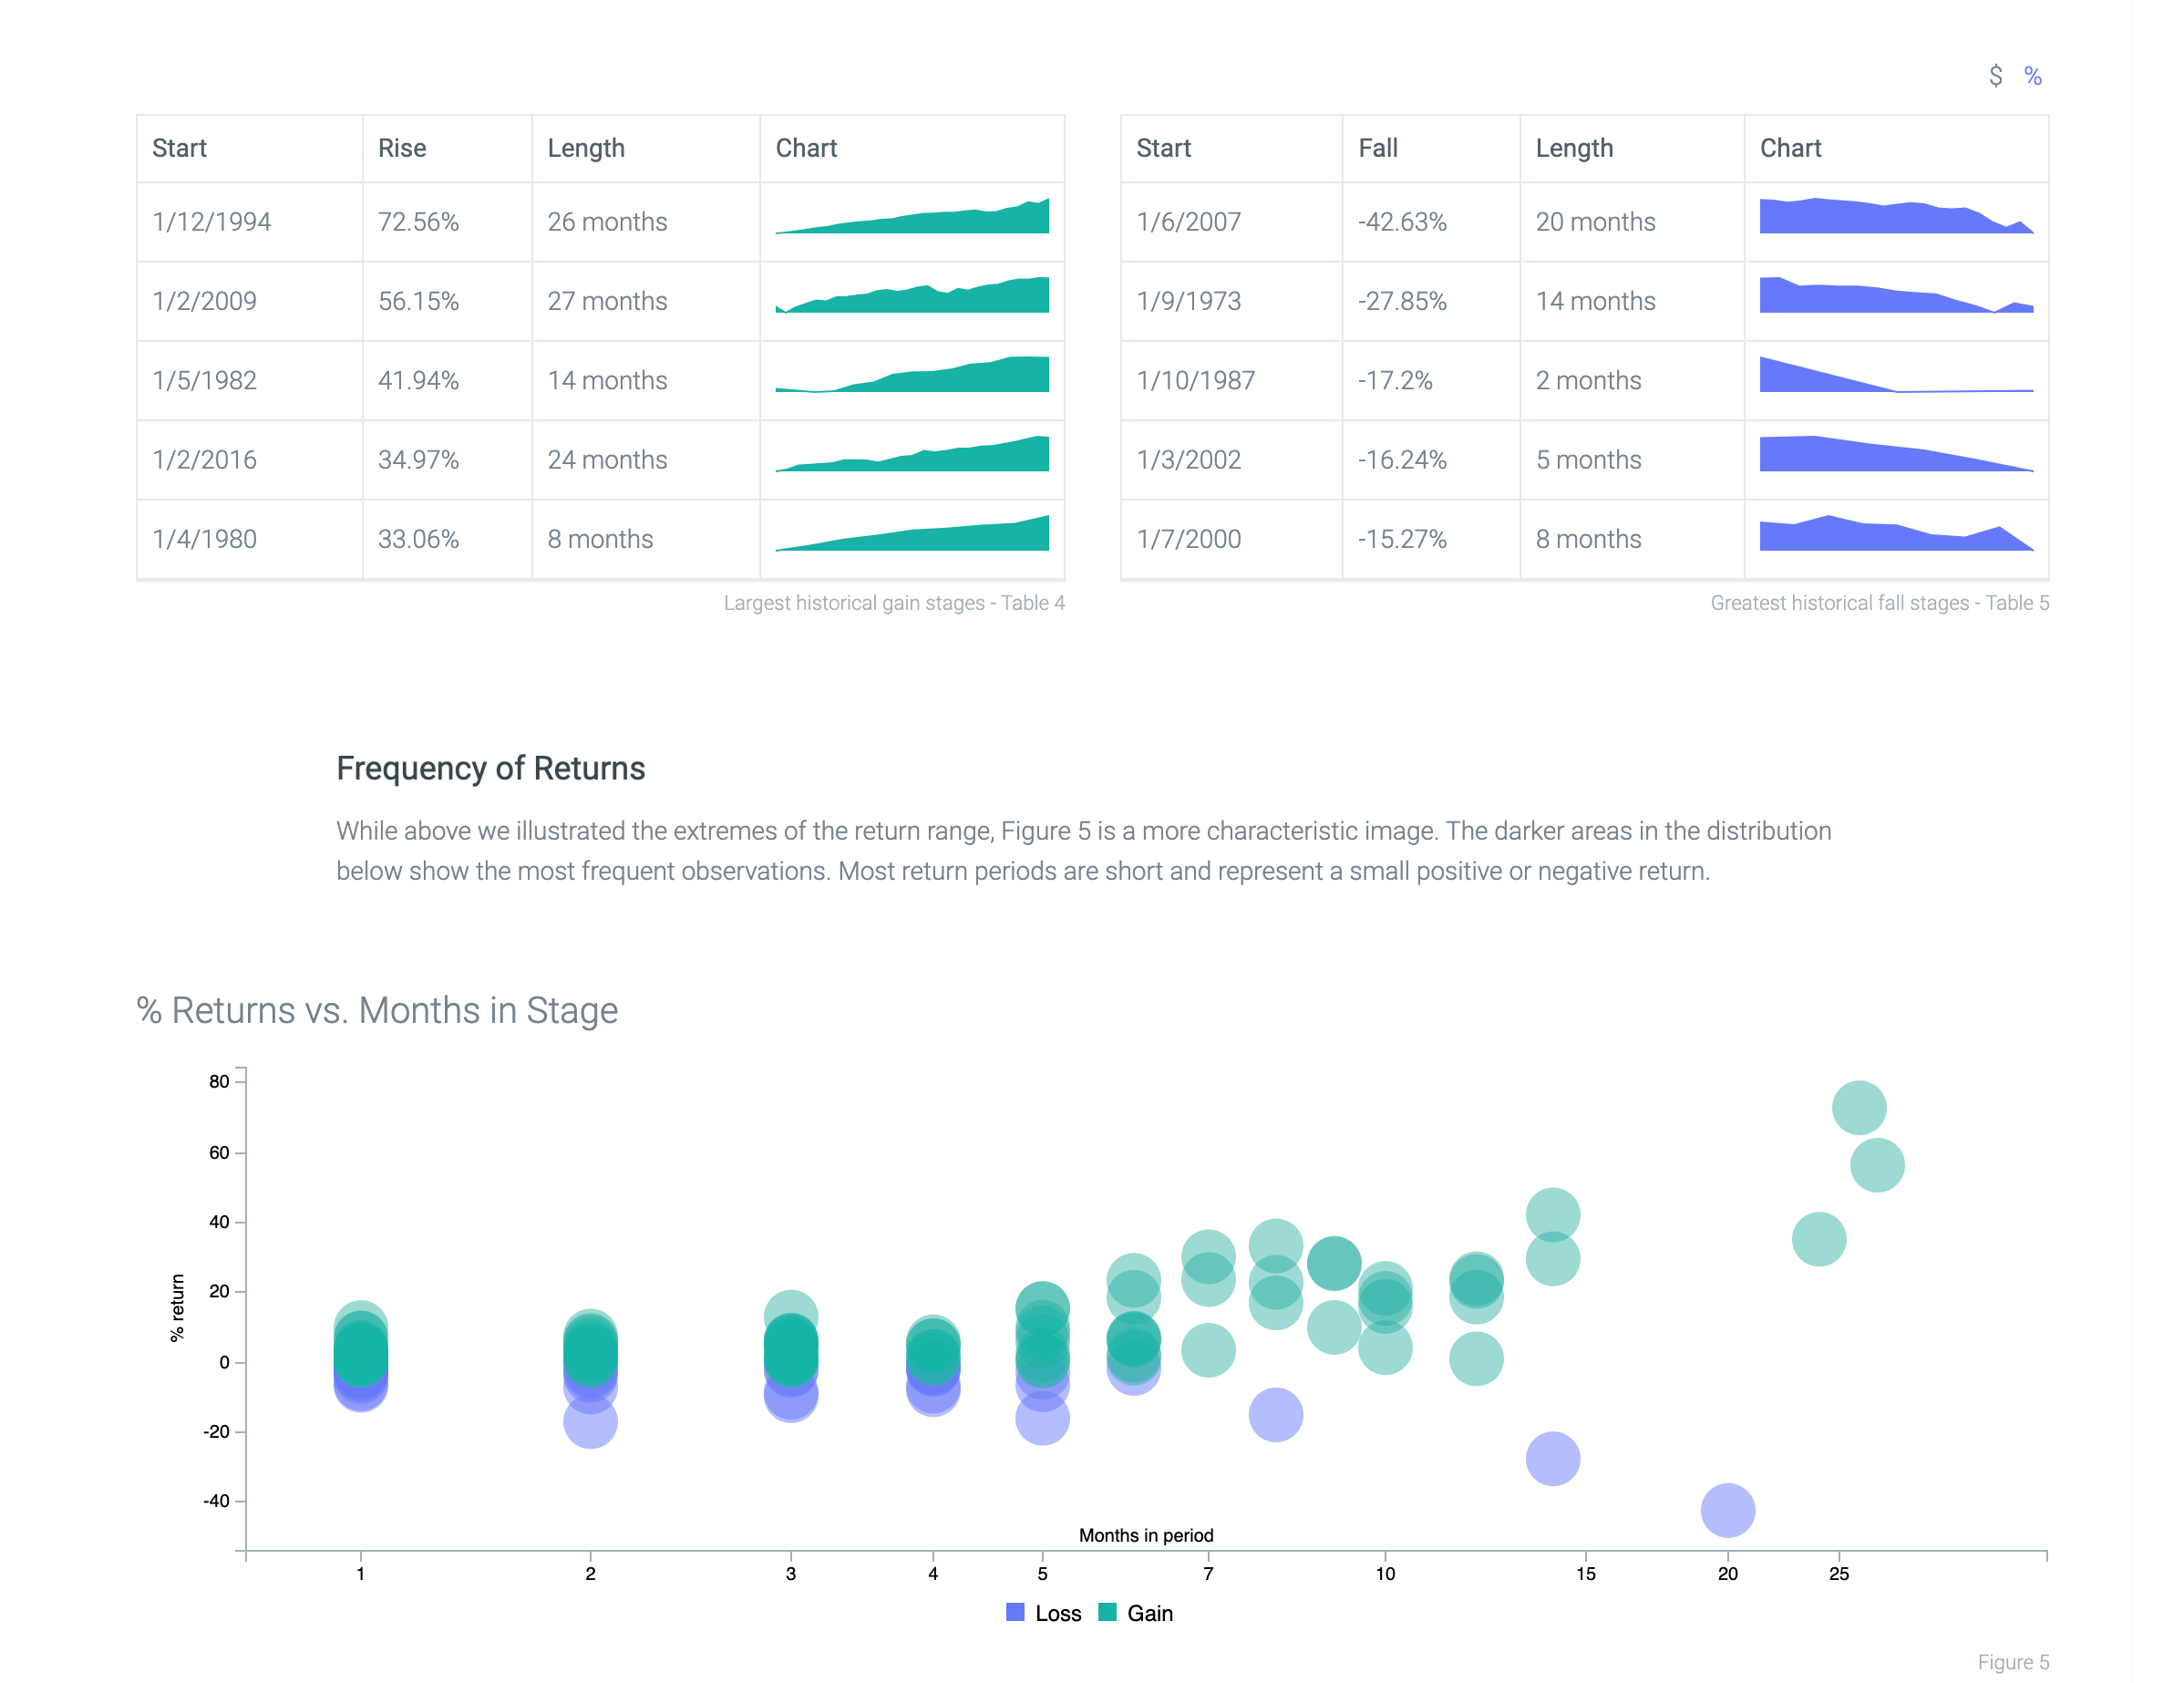 $ %
Start Rise Length Chart
1/12/1994 72.56% 26 months
1/2/2009 56.15% 27 months
1/5/1982 41.94% 14 months
1/2/2016 34.97% 24 months
1/4/1980 33.06% 8 months
Largest historical gain stages - Table 4
Start Fall Length Chart
1/6/2007 -42.63% 20 months
1/9/1973 -27.85% 14 months
1/10/1987 -17.2% 2 months
1/3/2002 -16.24% 5 months
1/7/2000 -15.27% 8 months
Greatest historical fall stages - Table 5
Frequency of Returns
While above we illustrated the extremes of the return range, Figure 5 is a more characteristic image. The darker areas in the distribution
below show the most frequent observations. Most return periods are short and represent a small positive or negative return.
% Returns vs. Months in Stage
80
60
40
20
0
-20
-40
% return
Months in period
1 2 3 4 5 7 10 15 20 25
Loss Gain
Figure 5